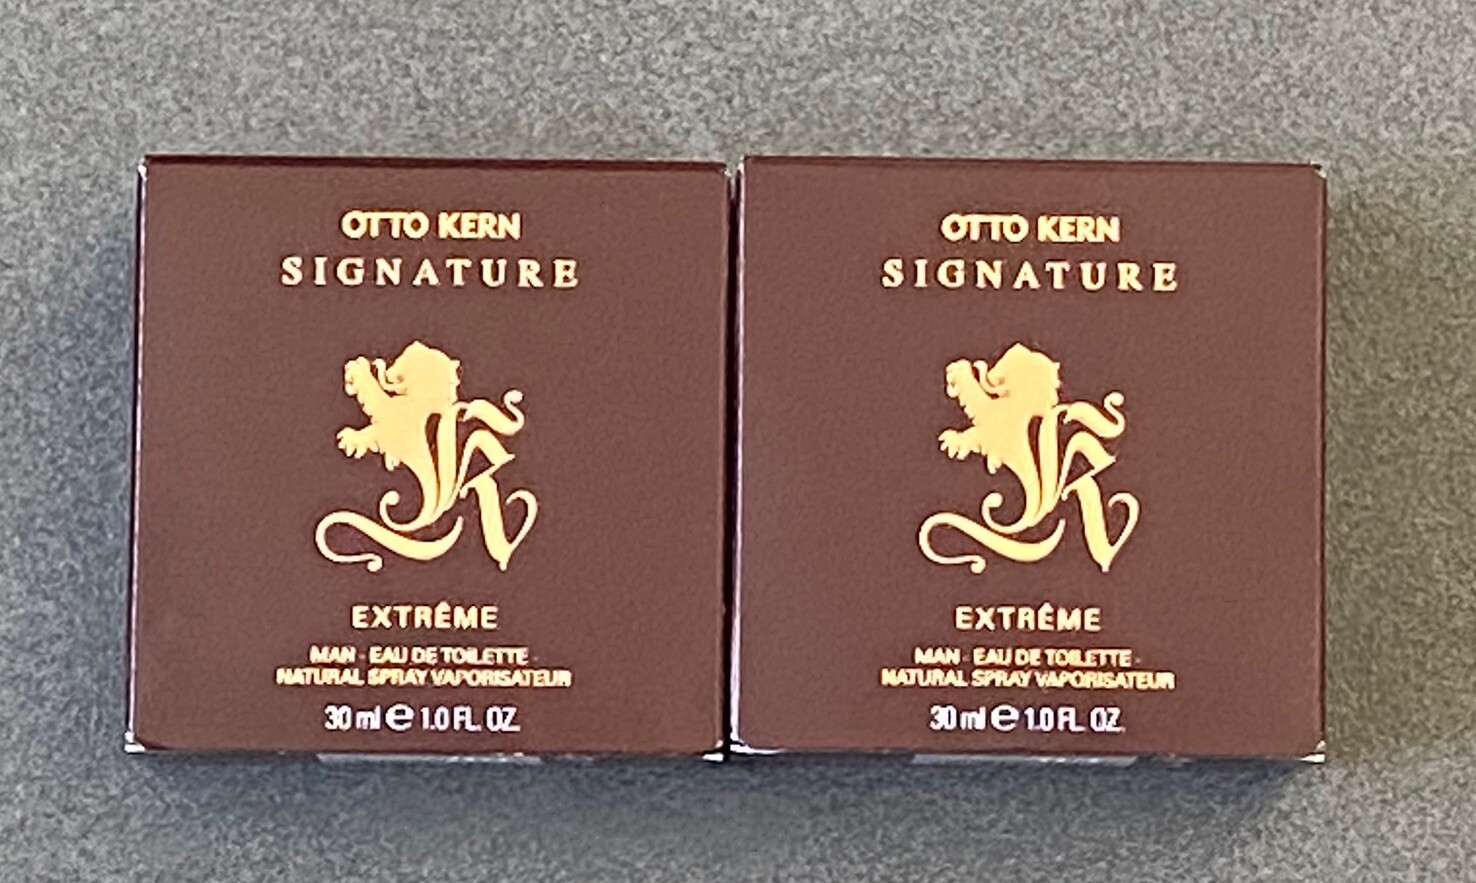 OTTO KERN
SIGNATURE
K
EXTRÊME
MAN - EAU DE TOILETTE -
NATURAL SPRAY VAPORISATEUR
30 ml e 1.0 FL. OZ.
OTTO KERN
SIGNATURE
K
EXTRÊME
MAN - EAU DE TOILETTE -
NATURAL SPRAY VAPORISATEUR
30 ml e 1.0 FL. OZ.